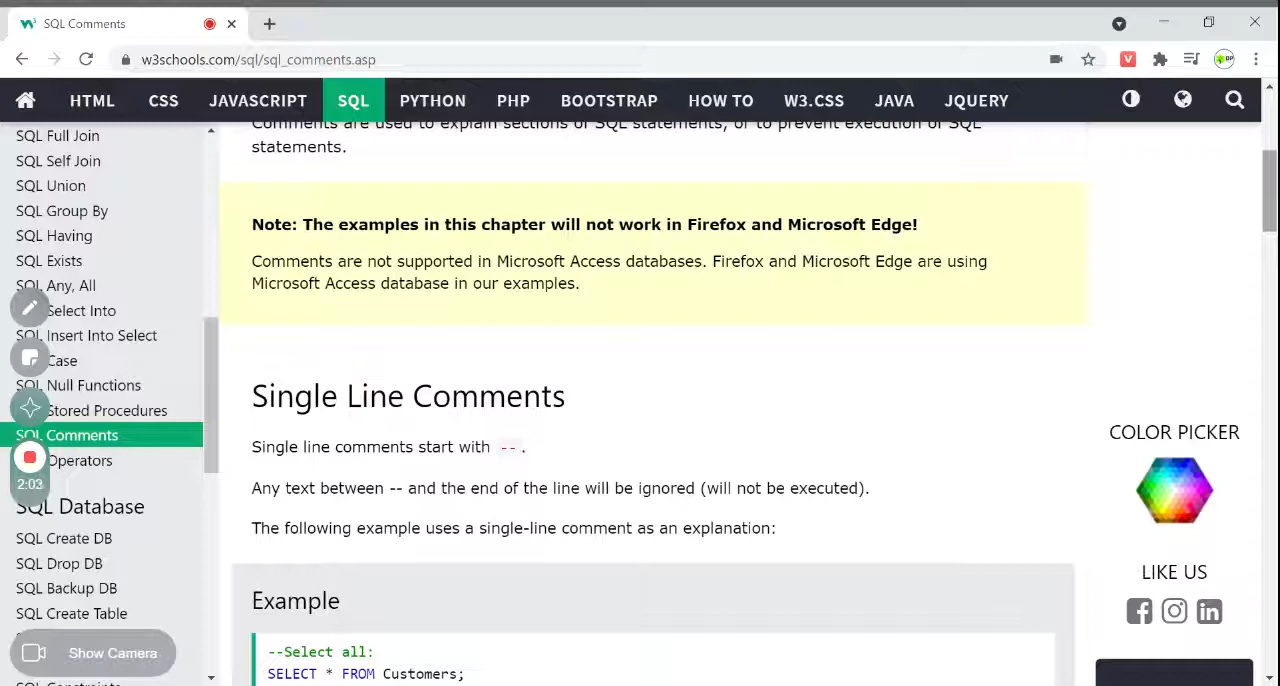 SQL Comments
w3schools.com/sql/sql_comments.asp
HTML CSS JAVASCRIPT SQL PYTHON PHP BOOTSTRAP HOW TO W3.CSS JAVA JQUERY
SQL Full Join
SQL Self Join
SQL Union
SQL Group By
SQL Having
SQL Exists
SQL Any, All
Select Into
SQL Insert Into Select
Case
SQL Null Functions
Stored Procedures
SQL Comments
Operators
2:03
SQL Database
SQL Create DB
SQL Drop DB
SQL Backup DB
SQL Create Table
Show Camera
Comments are used to explain sections of SQL statements, or to prevent execution of SQL
statements.
Note: The examples in this chapter will not work in Firefox and Microsoft Edge!
Comments are not supported in Microsoft Access databases. Firefox and Microsoft Edge are using
Microsoft Access database in our examples.
Single Line Comments
Single line comments start with --.
Any text between -- and the end of the line will be ignored (will not be executed).
The following example uses a single-line comment as an explanation:
Example
--Select all:
SELECT * FROM Customers;
COLOR PICKER
LIKE US